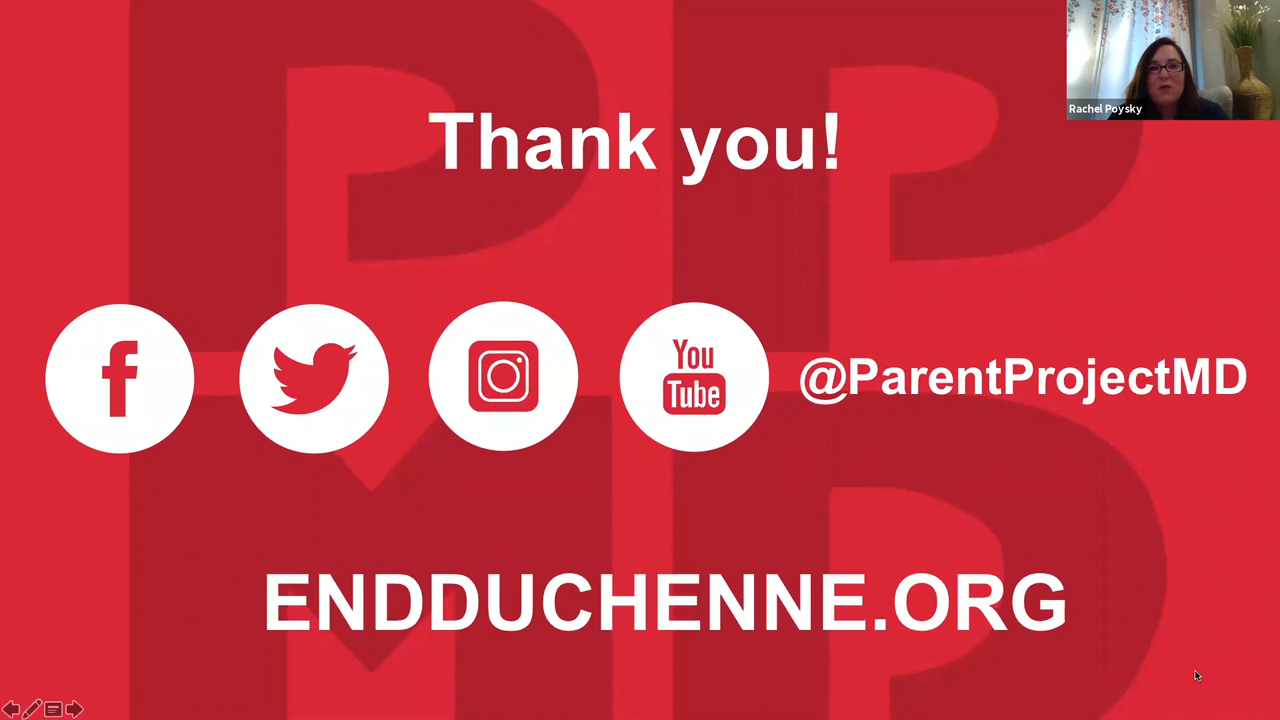 Rachel Poysky
Thank you!
You
Tube
@ParentProjectMD
ENDDUCHENNE.ORG